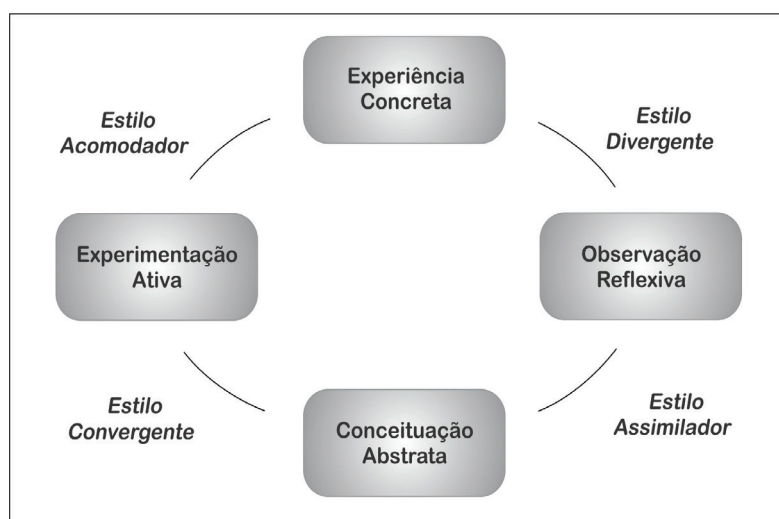 Experiência
Concreta
Estilo
Acomodador
Estilo
Divergente
Experimentação
Ativa
Observação
Reflexiva
Estilo
Convergente
Conceituação
Abstrata
Estilo
Assimilador